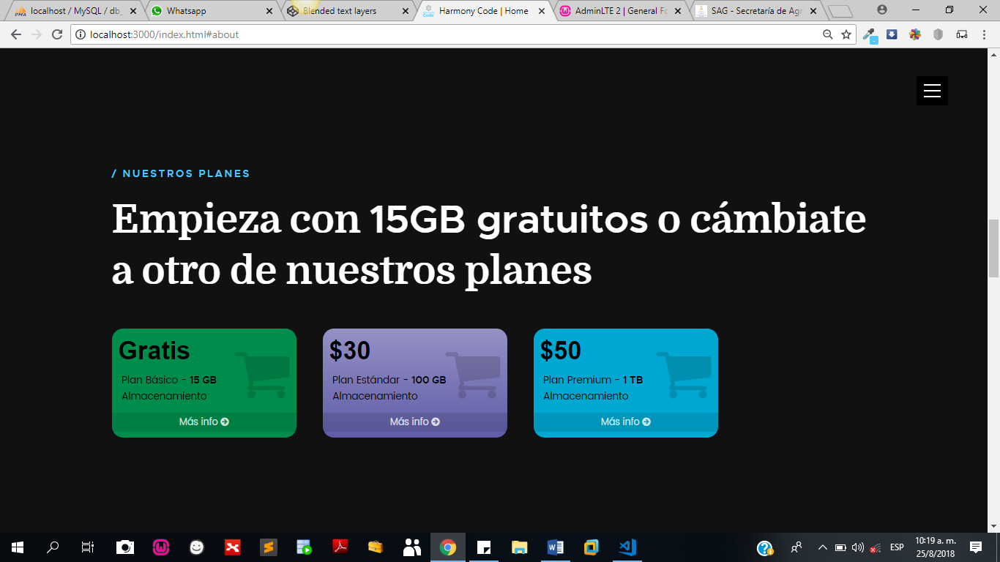 localhost / MySQL / db_
Whatsapp
Blended text layers
Harmony Code | Home
AdminLTE 2 | General Fo
SAG - Secretaría de Agr
localhost:3000/index.html#about
/ NUESTROS PLANES
Empieza con 15GB gratuitos o cámbiate
a otro de nuestros planes
Gratis
Plan Básico - 15 GB
Almacenamiento
Más info
$30
Plan Estándar - 100 GB
Almacenamiento
Más info
$50
Plan Premium - 1 TB
Almacenamiento
Más info
ESP
10:19 a. m.
25/8/2018